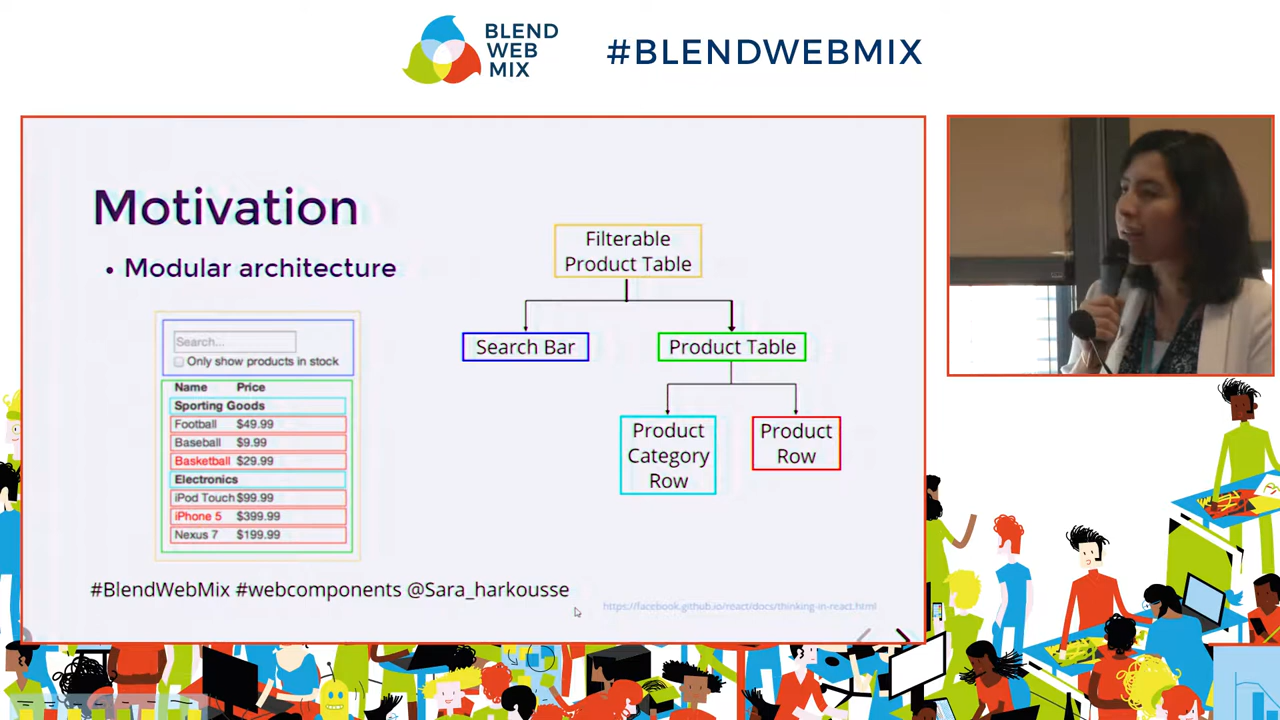 BLEND
WEB
MIX
#BLENDWEBMIX
Motivation
• Modular architecture
Search...
Only show products in stock
Name Price
Sporting Goods
Football $49.99
Baseball $9.99
Basketball $29.99
Electronics
iPod Touch $99.99
iPhone 5 $399.99
Nexus 7 $199.99
Filterable
Product Table
Search Bar
Product Table
Product
Category
Row
Product
Row
#BlendWebMix #webcomponents @Sara_harkousse
https://facebook.github.io/react/docs/thinking-in-react.html